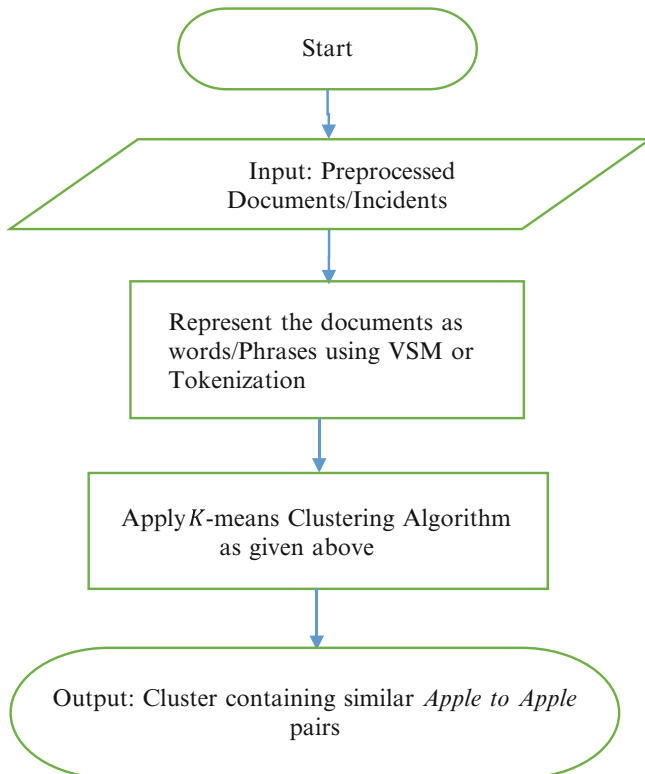 Start
Input: Preprocessed
Documents/Incidents
Represent the documents as
words/Phrases using VSM or
Tokenization
Apply K-means Clustering Algorithm
as given above
Output: Cluster containing similar Apple to Apple
pairs